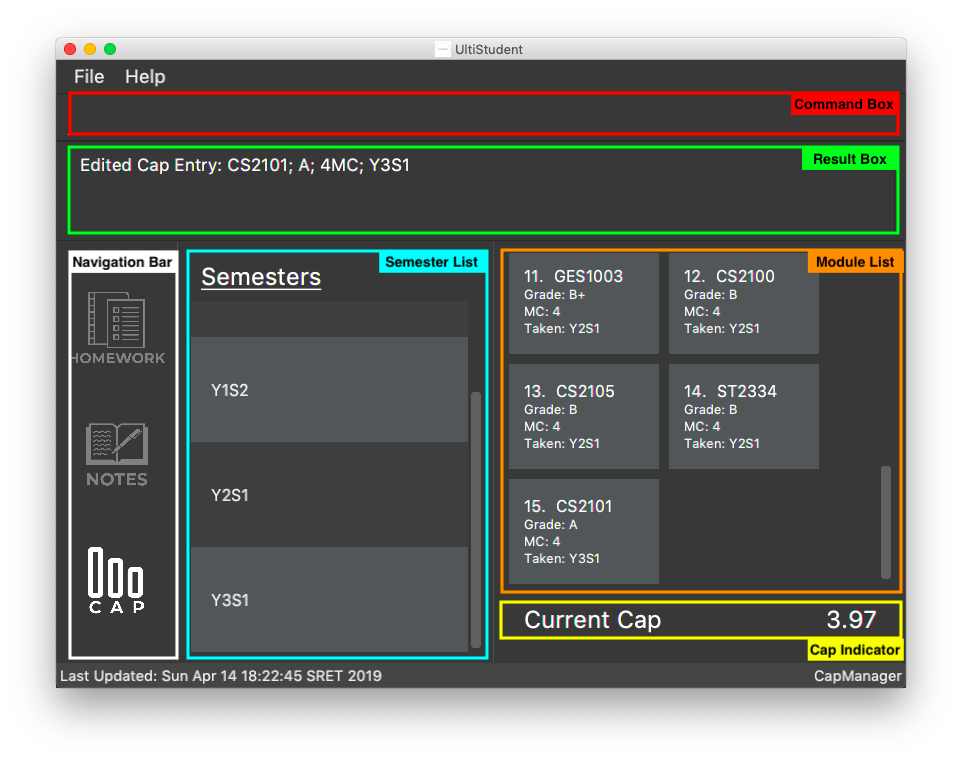 UltiStudent
File Help
Command Box
Edited Cap Entry: CS2101; A; 4MC; Y3S1
Result Box
Navigation Bar
HOMEWORK
NOTES
CAP
Semester List
Semesters
Y1S2
Y2S1
Y3S1
Module List
11. GES1003
Grade: B+
MC: 4
Taken: Y2S1
12. CS2100
Grade: B
MC: 4
Taken: Y2S1
13. CS2105
Grade: B
MC: 4
Taken: Y2S1
14. ST2334
Grade: B
MC: 4
Taken: Y2S1
15. CS2101
Grade: A
MC: 4
Taken: Y3S1
Current Cap 3.97
Cap Indicator
Last Updated: Sun Apr 14 18:22:45 SRET 2019
CapManager